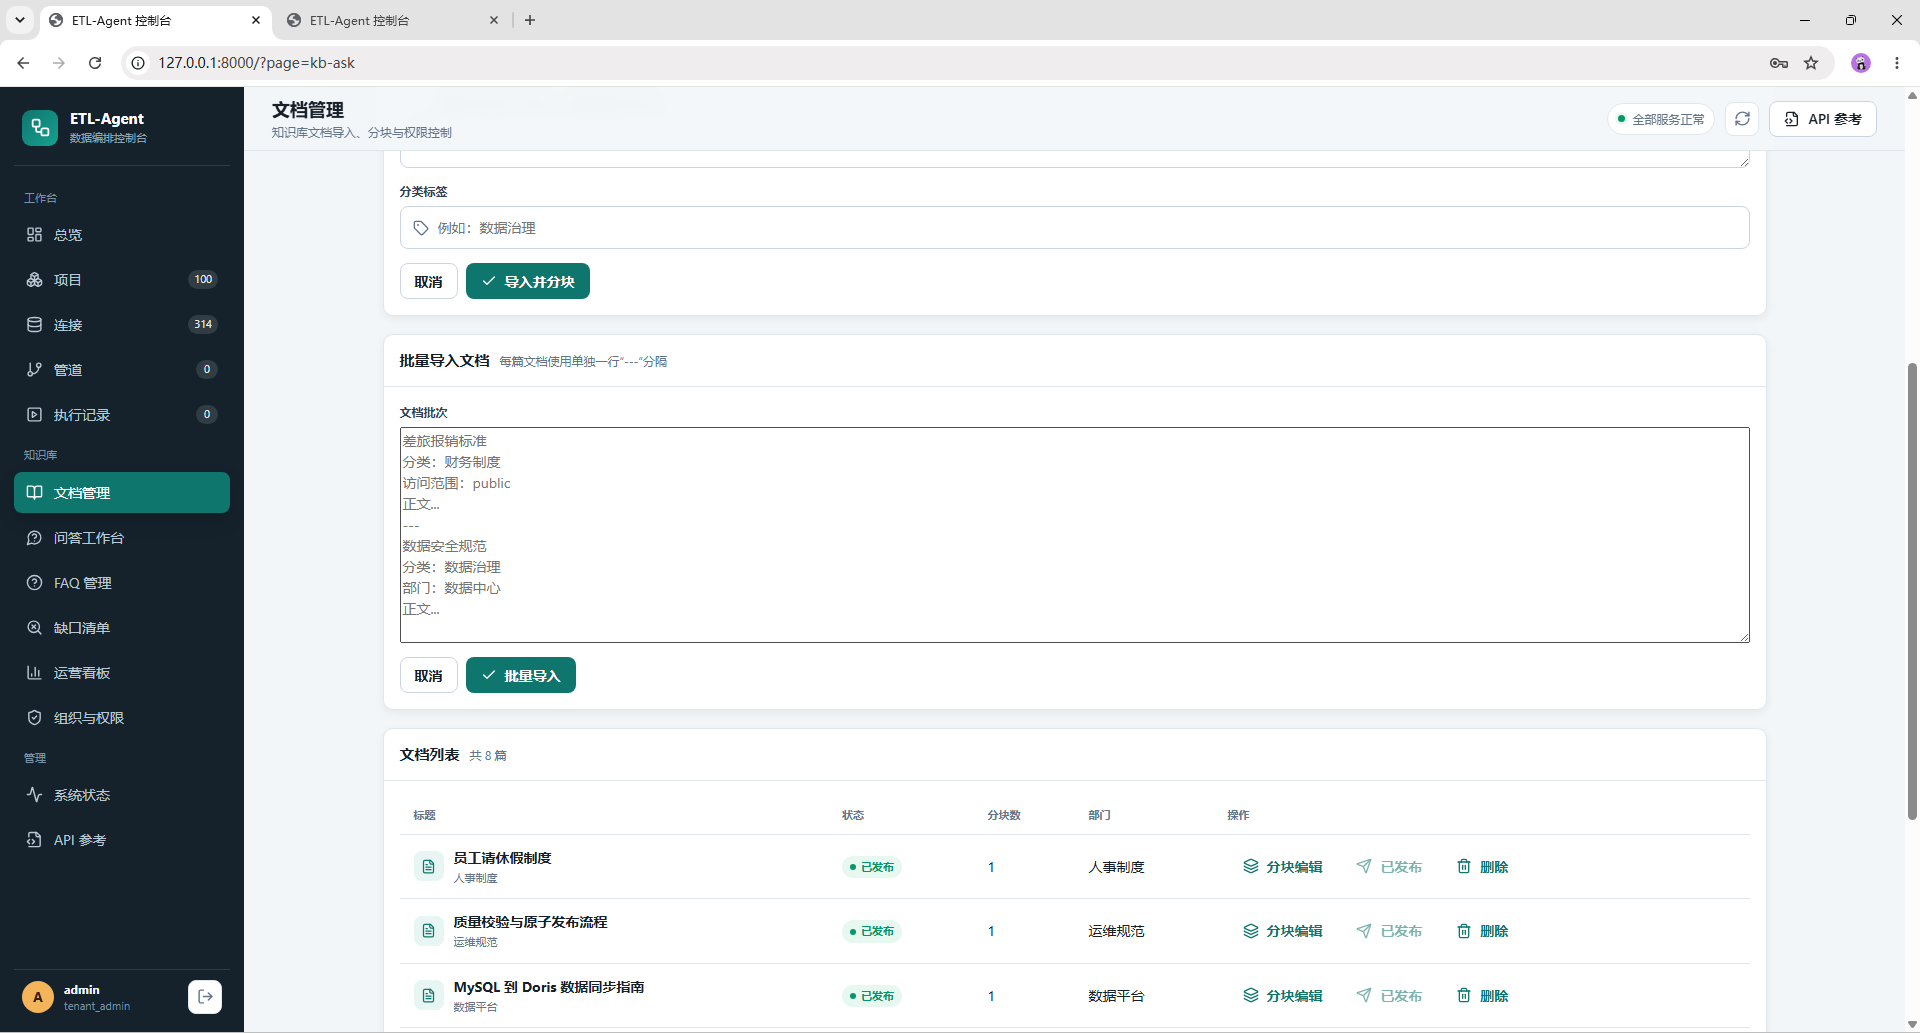 ETL-Agent 控制台
ETL-Agent 控制台
127.0.0.1:8000/?page=kb-ask
ETL-Agent
数据编排控制台
工作台
总览
项目 100
连接 314
管道 0
执行记录 0
知识库
文档管理
问答工作台
FAQ 管理
缺口清单
运营看板
组织与权限
管理
系统状态
API 参考
A
admin
tenant_admin
文档管理
知识库文档导入、分块与权限控制
全部服务正常
API 参考
分类标签
例如：数据治理
取消
导入并分块
批量导入文档 每篇文档使用单独一行“---”分隔
文档批次
差旅报销标准
分类：财务制度
访问范围：public
正文...
---
数据安全规范
分类：数据治理
部门：数据中心
正文...
取消
批量导入
文档列表 共 8 篇
标题 状态 分块数 部门 操作
员工请休假制度
人事制度
已发布 1 人事制度 分块编辑 已发布 删除
质量校验与原子发布流程
运维规范
已发布 1 运维规范 分块编辑 已发布 删除
MySQL 到 Doris 数据同步指南
数据平台
已发布 1 数据平台 分块编辑 已发布 删除